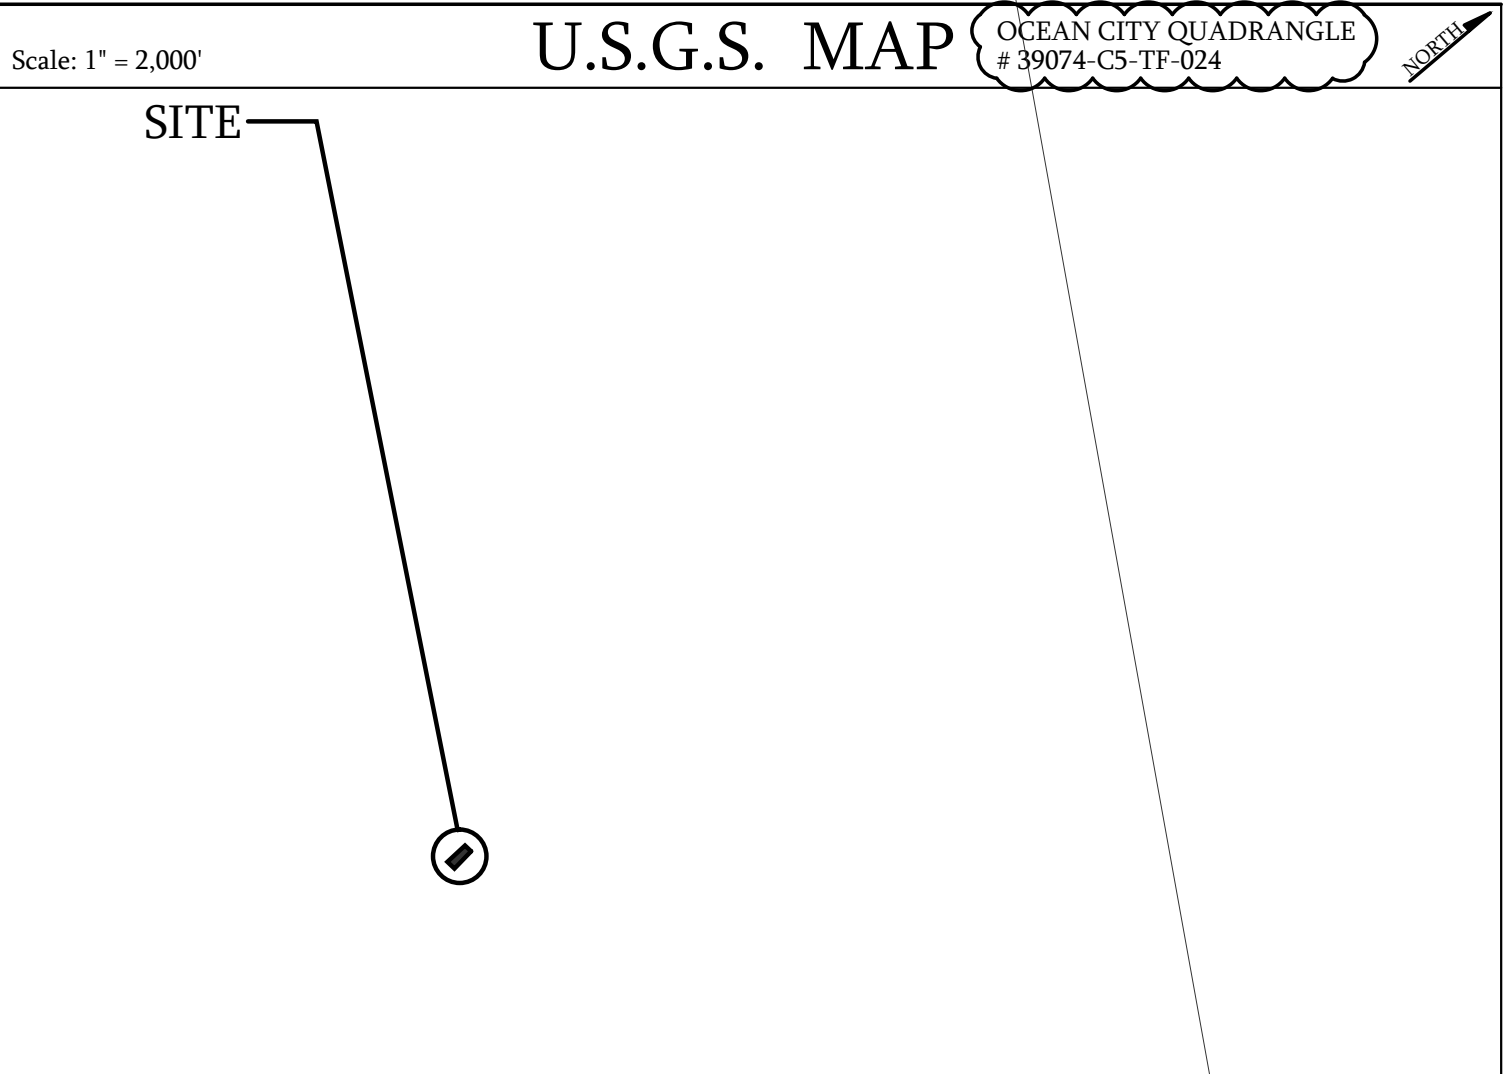 Scale: 1" = 2,000'
U.S.G.S. MAP
OCEAN CITY QUADRANGLE
# 39074-C5-TF-024
NORTH
SITE